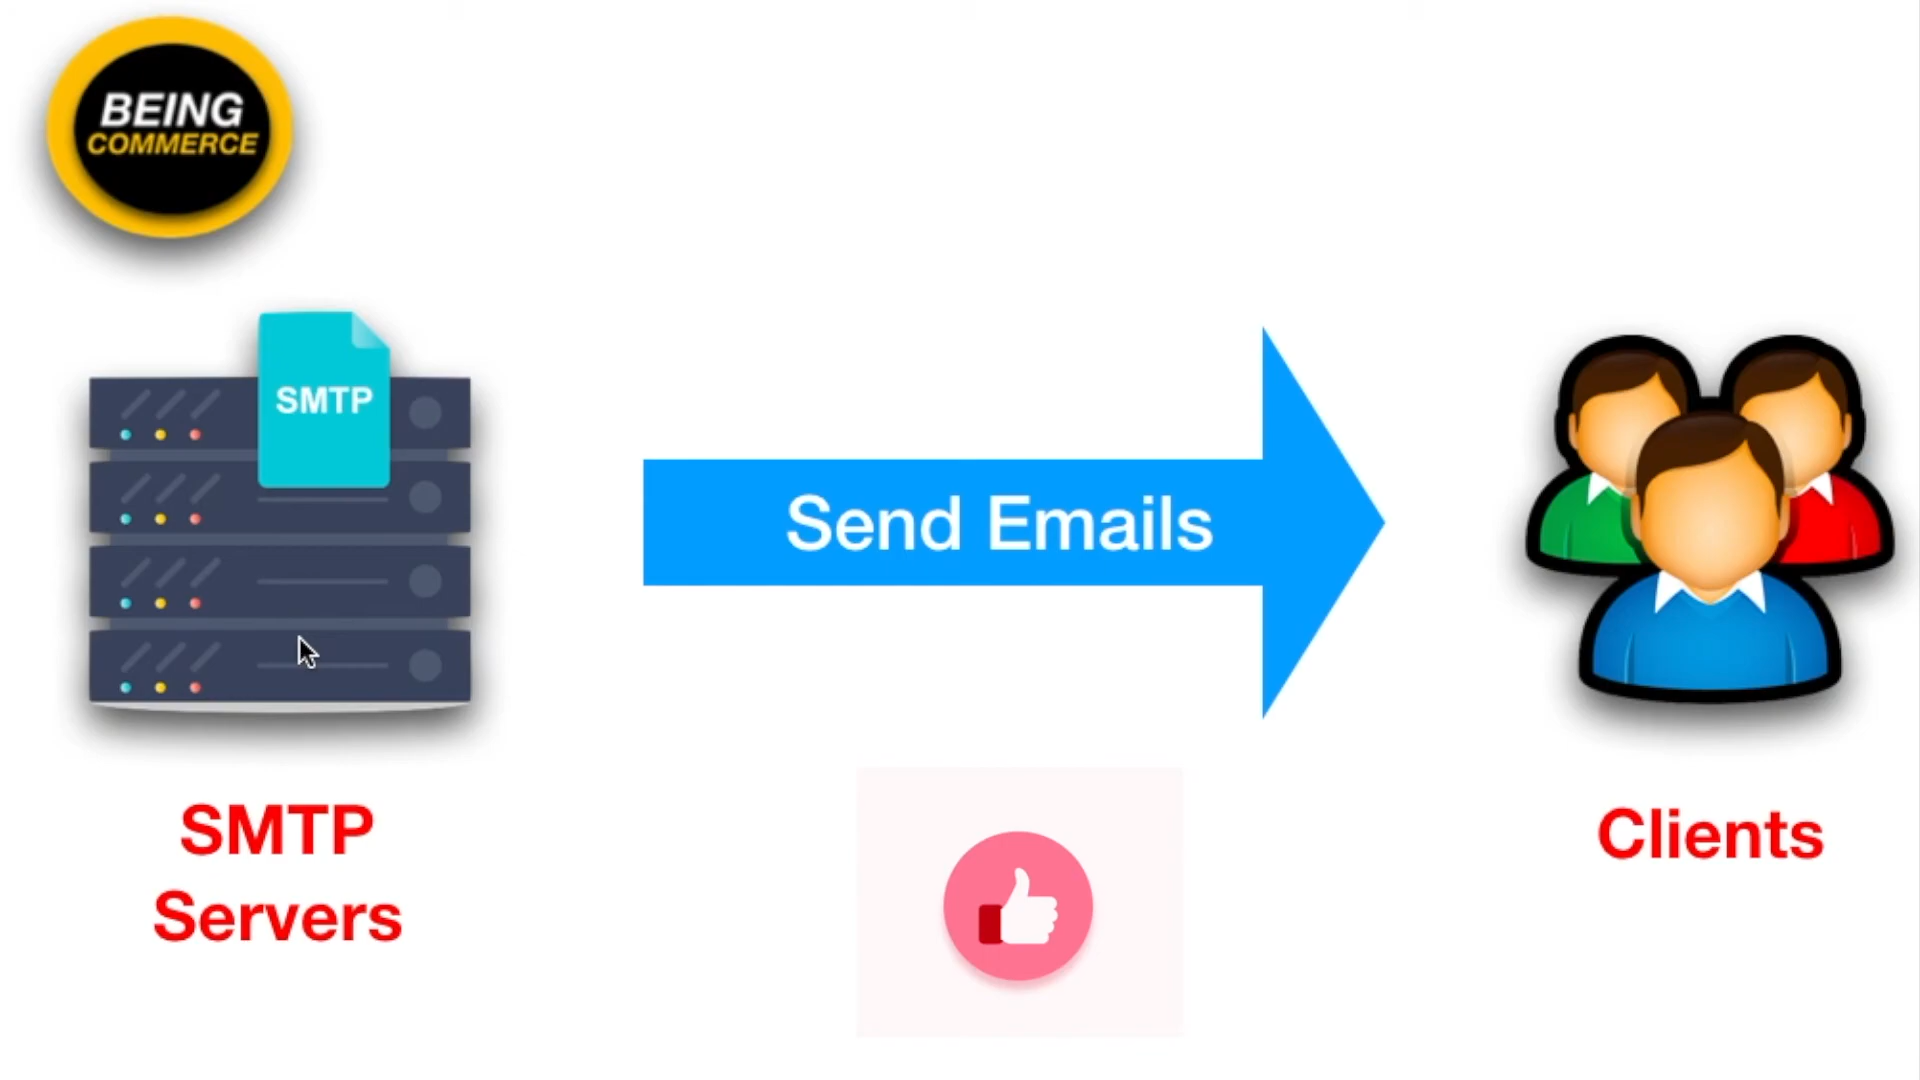 BEING
COMMERCE
SMTP
Send Emails
SMTP
Servers
Clients